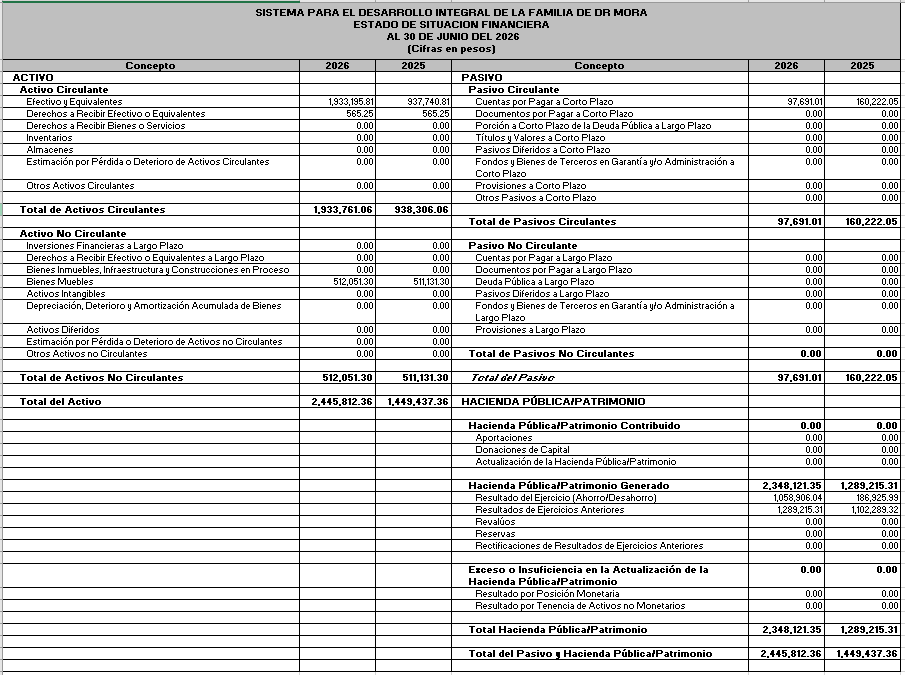 SISTEMA PARA EL DESARROLLO INTEGRAL DE LA FAMILIA DE DR MORA
ESTADO DE SITUACION FINANCIERA
AL 30 DE JUNIO DEL 2026
(Cifras en pesos)
Concepto 2026 2025 Concepto 2026 2025
ACTIVO PASIVO
Activo Circulante Pasivo Circulante
Efectivo y Equivalentes 1,933,195.81 937,740.81 Cuentas por Pagar a Corto Plazo 97,691.01 160,222.05
Derechos a Recibir Efectivo o Equivalentes 565.25 565.25 Documentos por Pagar a Corto Plazo 0.00 0.00
Derechos a Recibir Bienes o Servicios 0.00 0.00 Porción a Corto Plazo de la Deuda Pública a Largo Plazo 0.00 0.00
Inventarios 0.00 0.00 Títulos y Valores a Corto Plazo 0.00 0.00
Almacenes 0.00 0.00 Pasivos Diferidos a Corto Plazo 0.00 0.00
Estimación por Pérdida o Deterioro de Activos Circulantes 0.00 0.00 Fondos y Bienes de Terceros en Garantía y/o Administración a 0.00 0.00
Corto Plazo
Otros Activos Circulantes 0.00 0.00 Provisiones a Corto Plazo 0.00 0.00
Otros Pasivos a Corto Plazo 0.00 0.00
Total de Activos Circulantes 1,933,761.06 938,306.06
Total de Pasivos Circulantes 97,691.01 160,222.05
Activo No Circulante
Inversiones Financieras a Largo Plazo 0.00 0.00 Pasivo No Circulante
Derechos a Recibir Efectivo o Equivalentes a Largo Plazo 0.00 0.00 Cuentas por Pagar a Largo Plazo 0.00 0.00
Bienes Inmuebles, Infraestructura y Construcciones en Proceso 0.00 0.00 Documentos por Pagar a Largo Plazo 0.00 0.00
Bienes Muebles 512,051.30 511,131.30 Deuda Pública a Largo Plazo 0.00 0.00
Activos Intangibles 0.00 0.00 Pasivos Diferidos a Largo Plazo 0.00 0.00
Depreciación, Deterioro y Amortización Acumulada de Bienes 0.00 0.00 Fondos y Bienes de Terceros en Garantía y/o Administración a 0.00 0.00
Largo Plazo
Activos Diferidos 0.00 0.00 Provisiones a Largo Plazo 0.00 0.00
Estimación por Pérdida o Deterioro de Activos no Circulantes 0.00 0.00
Otros Activos no Circulantes 0.00 0.00 Total de Pasivos No Circulantes 0.00 0.00
Total de Activos No Circulantes 512,051.30 511,131.30 Total del Pasivo 97,691.01 160,222.05
Total del Activo 2,445,812.36 1,449,437.36 HACIENDA PÚBLICA/PATRIMONIO
Hacienda Pública/Patrimonio Contribuido 0.00 0.00
Aportaciones 0.00 0.00
Donaciones de Capital 0.00 0.00
Actualización de la Hacienda Pública/Patrimonio 0.00 0.00
Hacienda Pública/Patrimonio Generado 2,348,121.35 1,289,215.31
Resultado del Ejercicio (Ahorro/Desahorro) 1,058,906.04 186,925.99
Resultados de Ejercicios Anteriores 1,289,215.31 1,102,289.32
Revalúos 0.00 0.00
Reservas 0.00 0.00
Rectificaciones de Resultados de Ejercicios Anteriores 0.00 0.00
Exceso o Insuficiencia en la Actualización de la 0.00 0.00
Hacienda Pública/Patrimonio
Resultado por Posición Monetaria 0.00 0.00
Resultado por Tenencia de Activos no Monetarios 0.00 0.00
Total Hacienda Pública/Patrimonio 2,348,121.35 1,289,215.31
Total del Pasivo y Hacienda Pública/Patrimonio 2,445,812.36 1,449,437.36